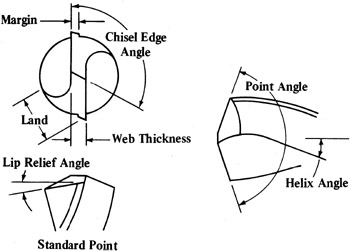 Margin
Chisel Edge
Angle
Land
Web Thickness
Lip Relief Angle
Standard Point
Point Angle
Helix Angle